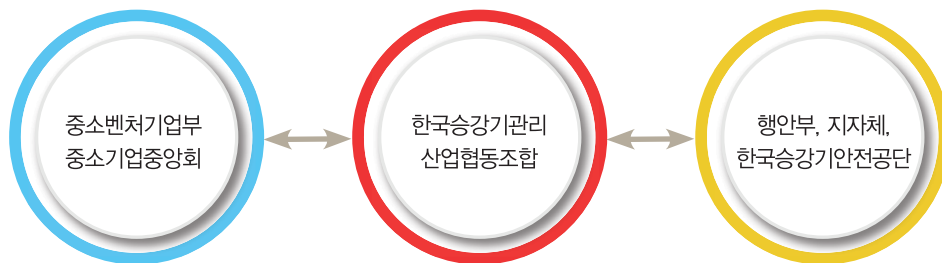 중소벤처기업부
중소기업중앙회
한국승강기관리
산업협동조합
행안부, 지자체,
한국승강기안전공단